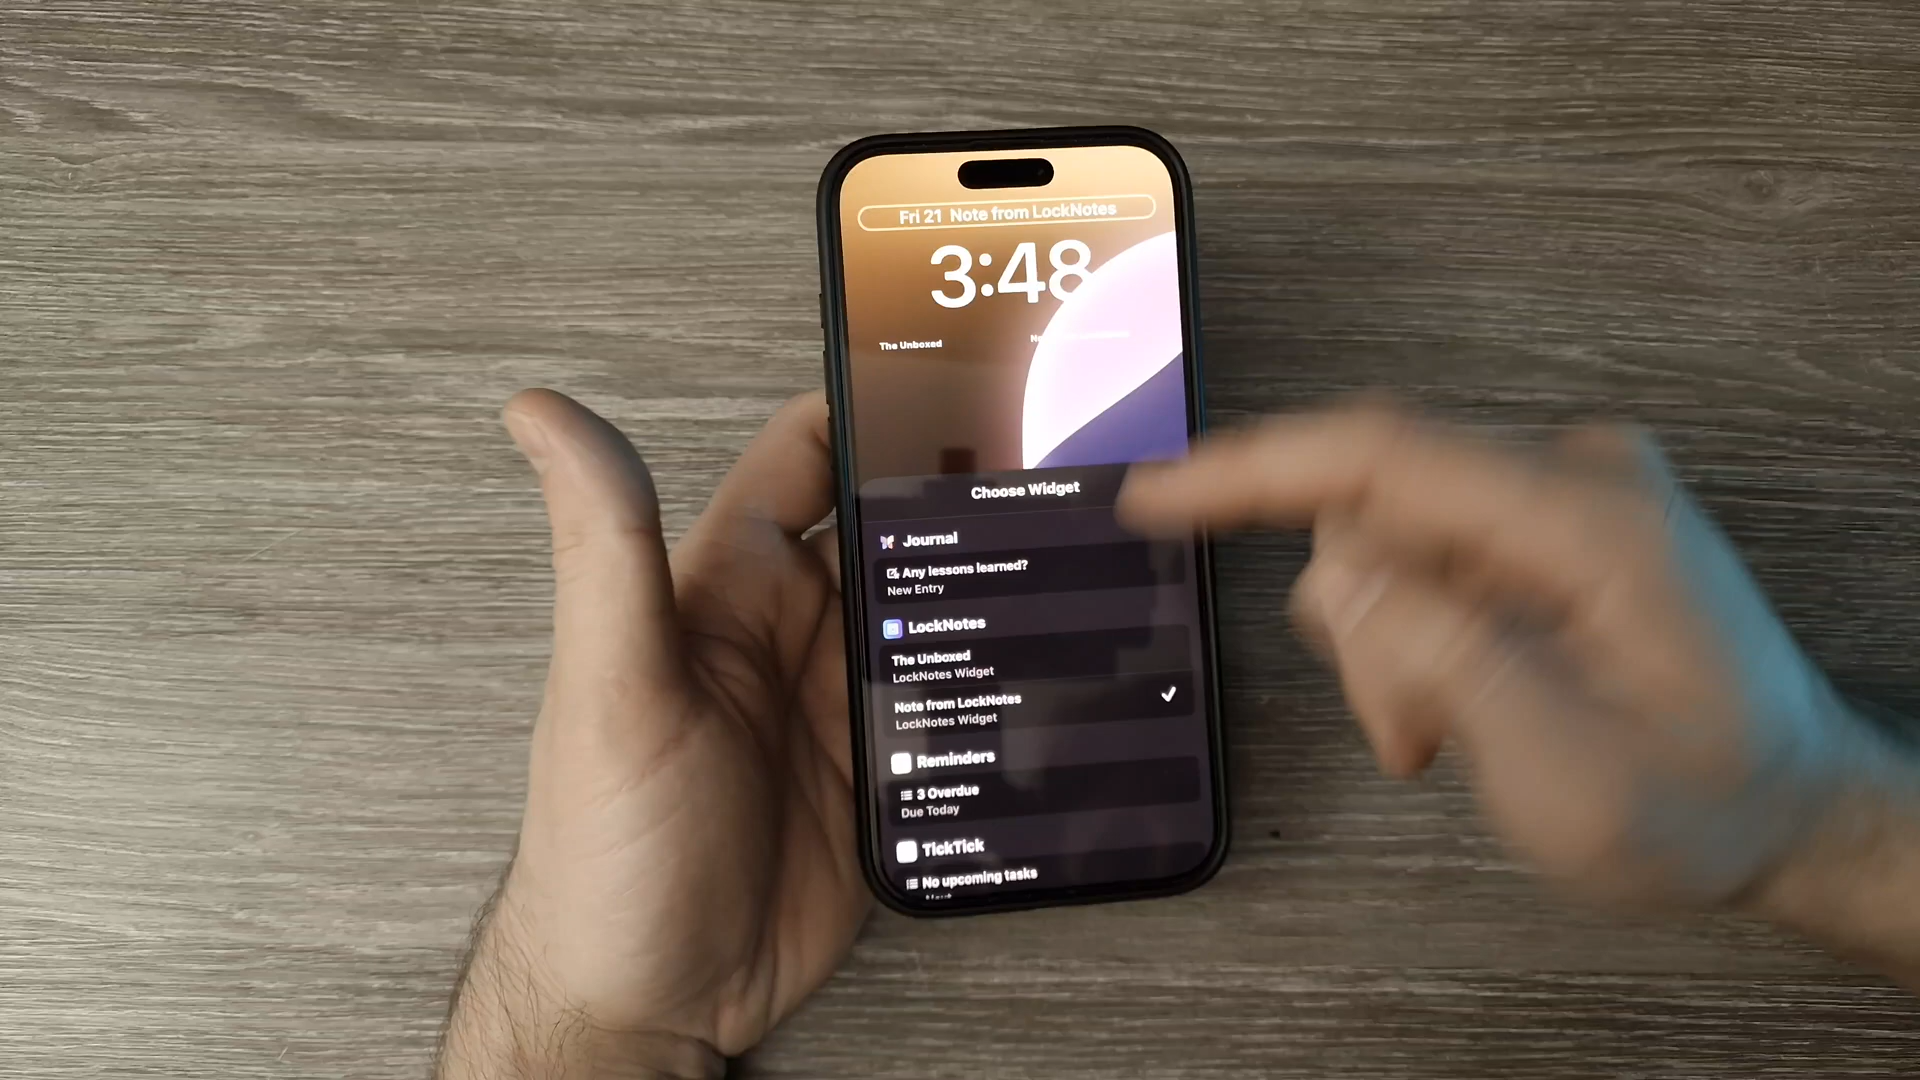 Fri 21 Note from LockNotes
3:48
The Unboxed
Choose Widget
Journal
Any lessons learned?
New Entry
LockNotes
The Unboxed
LockNotes Widget
Note from LockNotes
LockNotes Widget
Reminders
3 Overdue
Due Today
TickTick
No upcoming tasks